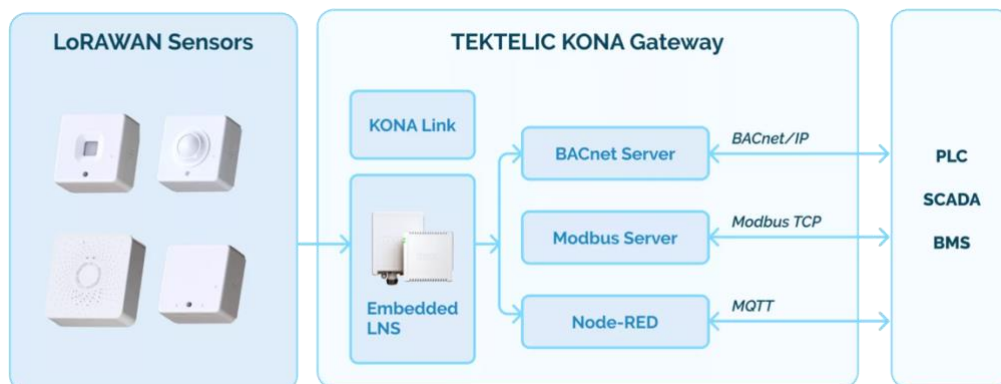 LoRAWAN Sensors
TEKTELIC KONA Gateway
KONA Link
Embedded
LNS
BACnet Server
Modbus Server
Node-RED
BACnet/IP
Modbus TCP
MQTT
PLC
SCADA
BMS